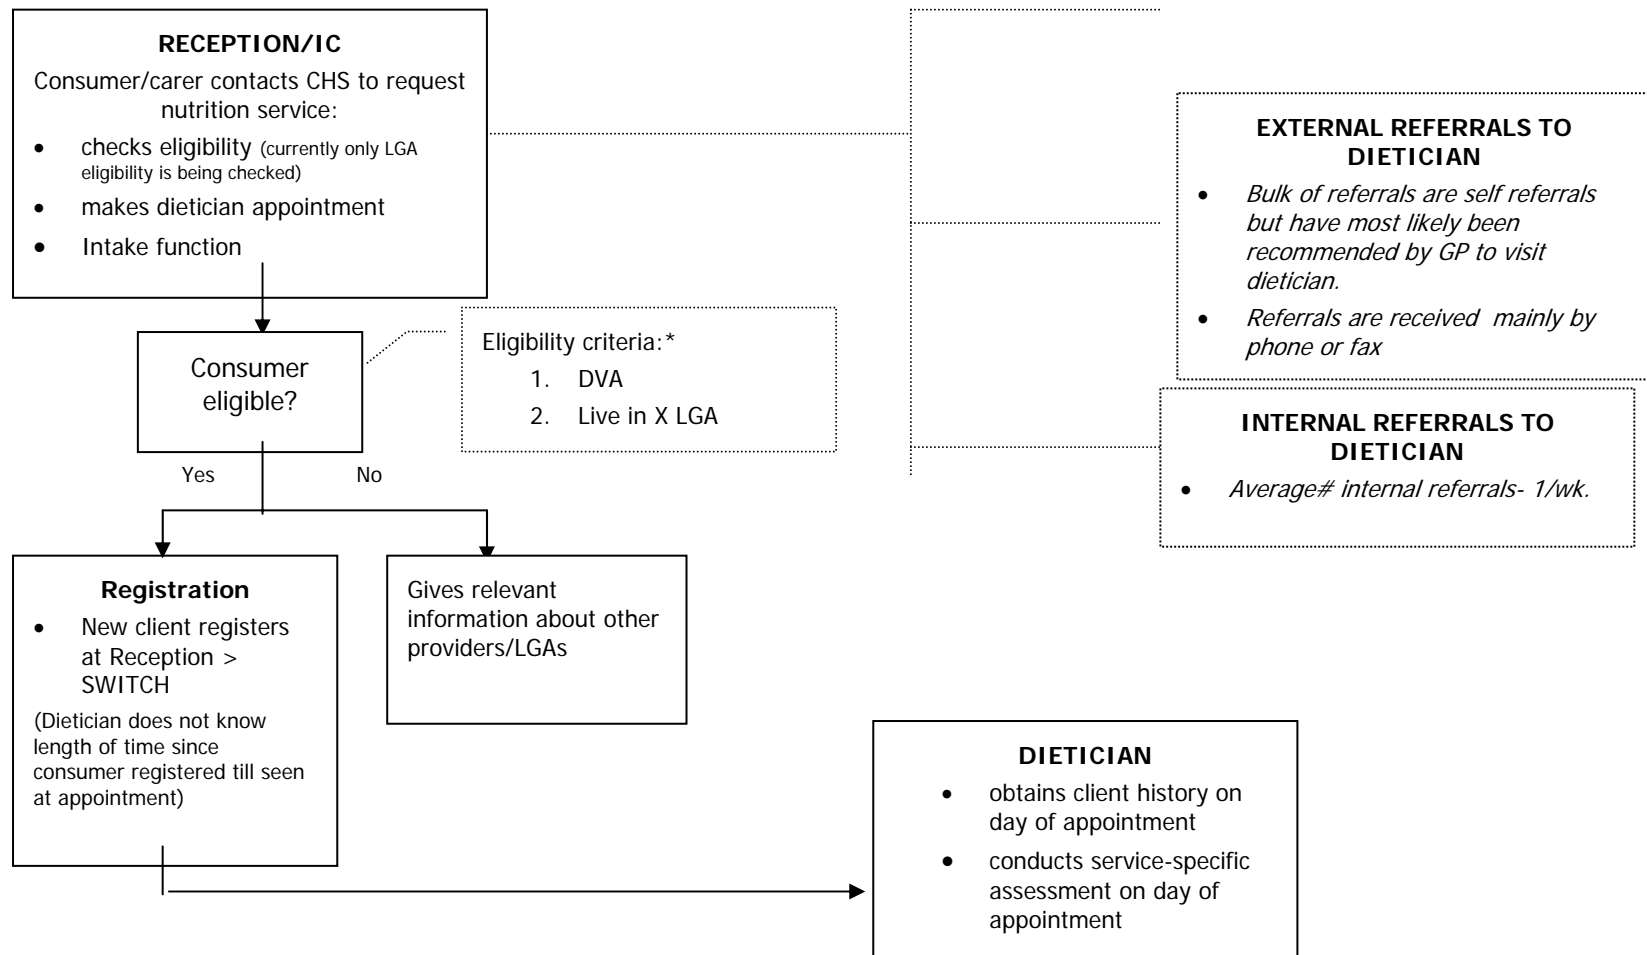 RECEPTION/IC
Consumer/carer contacts CHS to request
nutrition service:
• checks eligibility (currently only LGA
eligibility is being checked)
• makes dietician appointment
• Intake function
EXTERNAL REFERRALS TO
DIETICIAN
• Bulk of referrals are self referrals
but have most likely been
recommended by GP to visit
dietician.
• Referrals are received mainly by
phone or fax
Consumer
eligible?
Eligibility criteria:*
1. DVA
2. Live in X LGA
INTERNAL REFERRALS TO
DIETICIAN
• Average# internal referrals- 1/wk.
Yes No
Registration
• New client registers
at Reception >
SWITCH
(Dietician does not know
length of time since
consumer registered till seen
at appointment)
Gives relevant
information about other
providers/LGAs
DIETICIAN
• obtains client history on
day of appointment
• conducts service-specific
assessment on day of
appointment